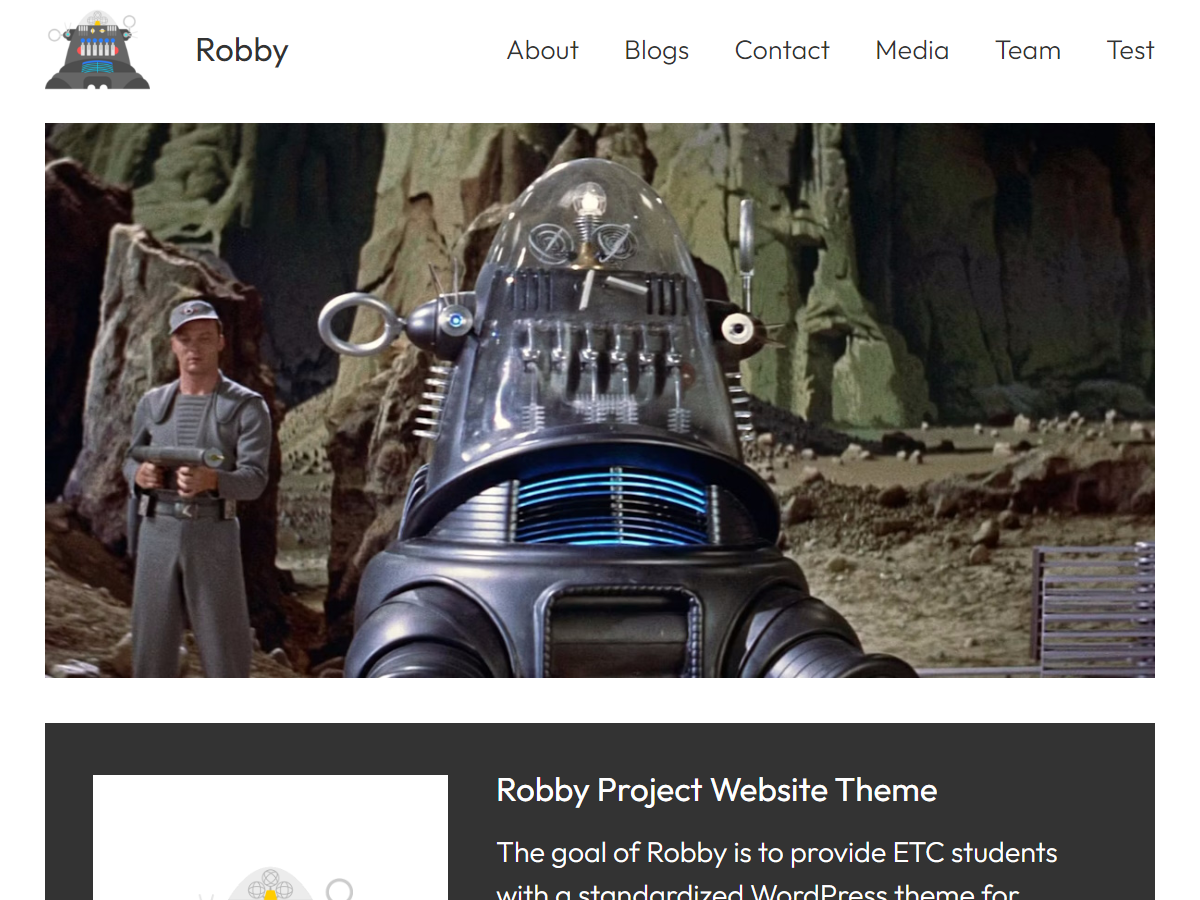 Robby
About
Blogs
Contact
Media
Team
Test
Robby Project Website Theme
The goal of Robby is to provide ETC students
with a standardized WordPress theme for